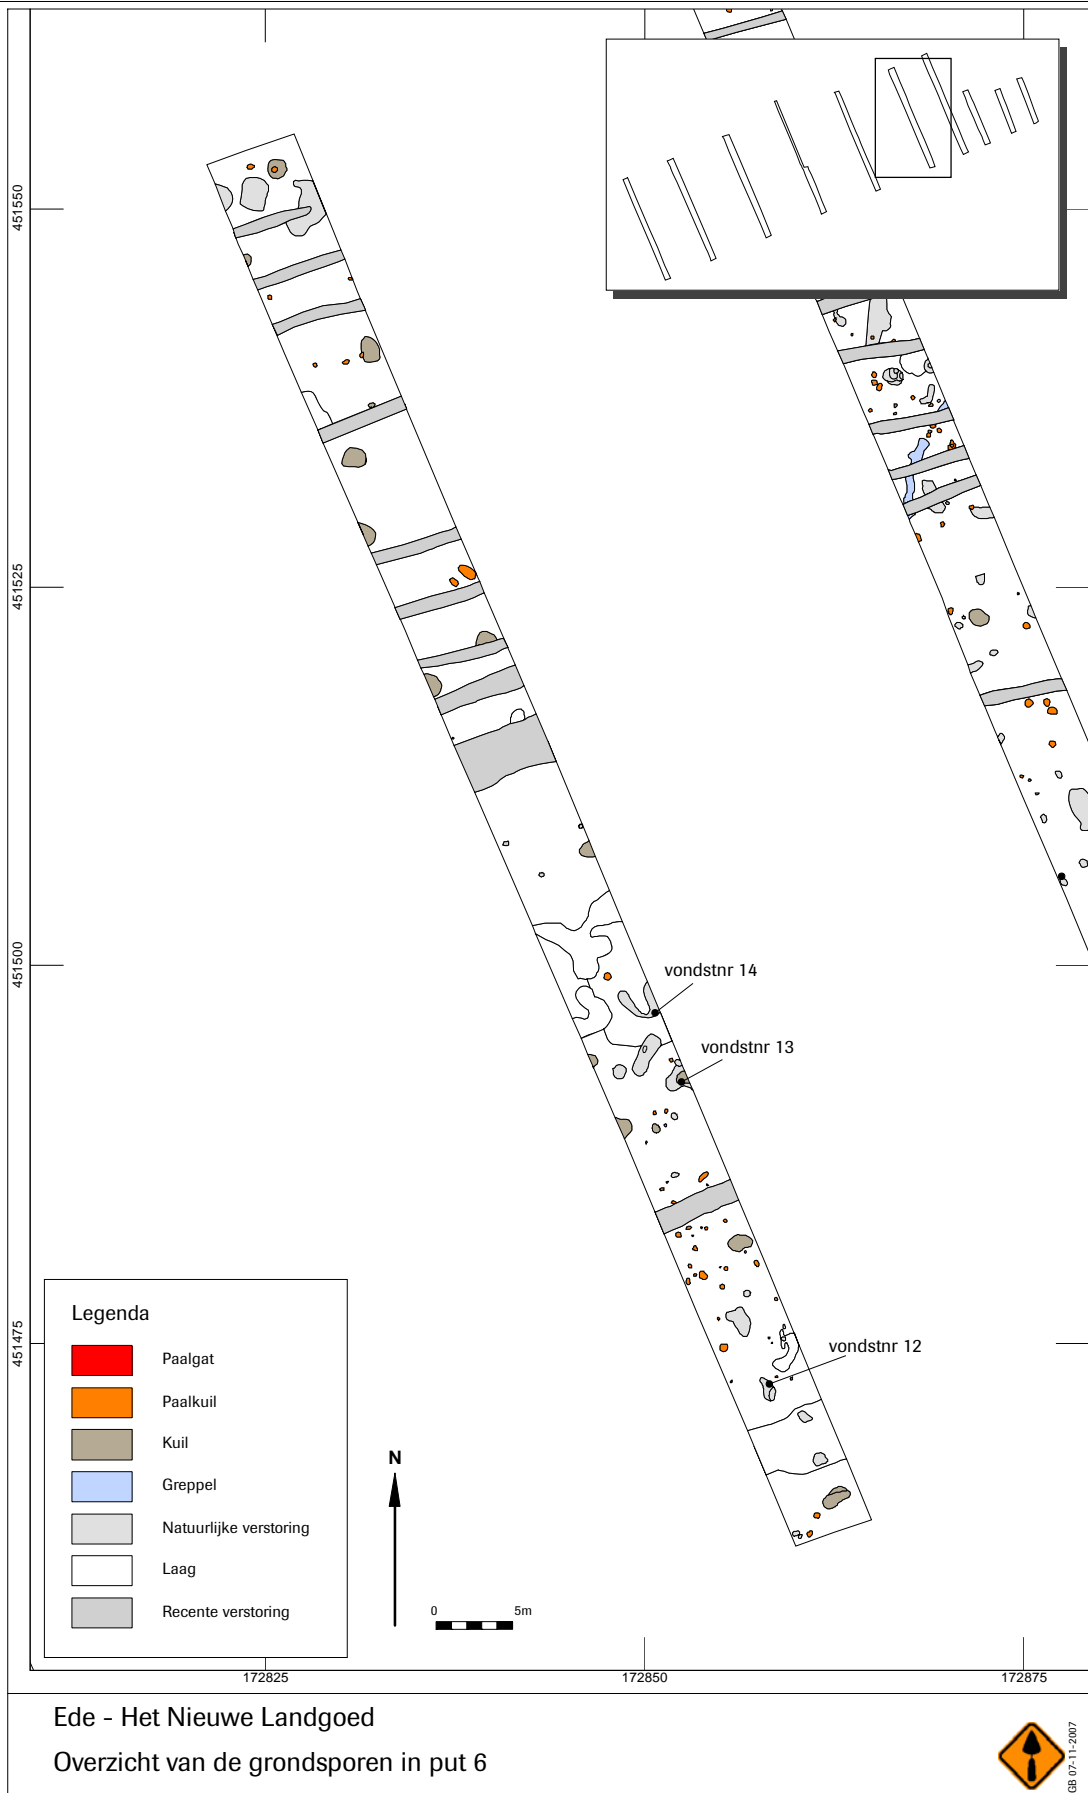 451550
451525
451500
451475
vondstnr 14
vondstnr 13
vondstnr 12
Legenda
Paalgat
Paalkuil
Kuil
Greppel
Natuurlijke verstoring
Laag
Recente verstoring
N
0 5m
172825 172850 172875
Ede - Het Nieuwe Landgoed
Overzicht van de grondsporen in put 6
GB 07-11-2007